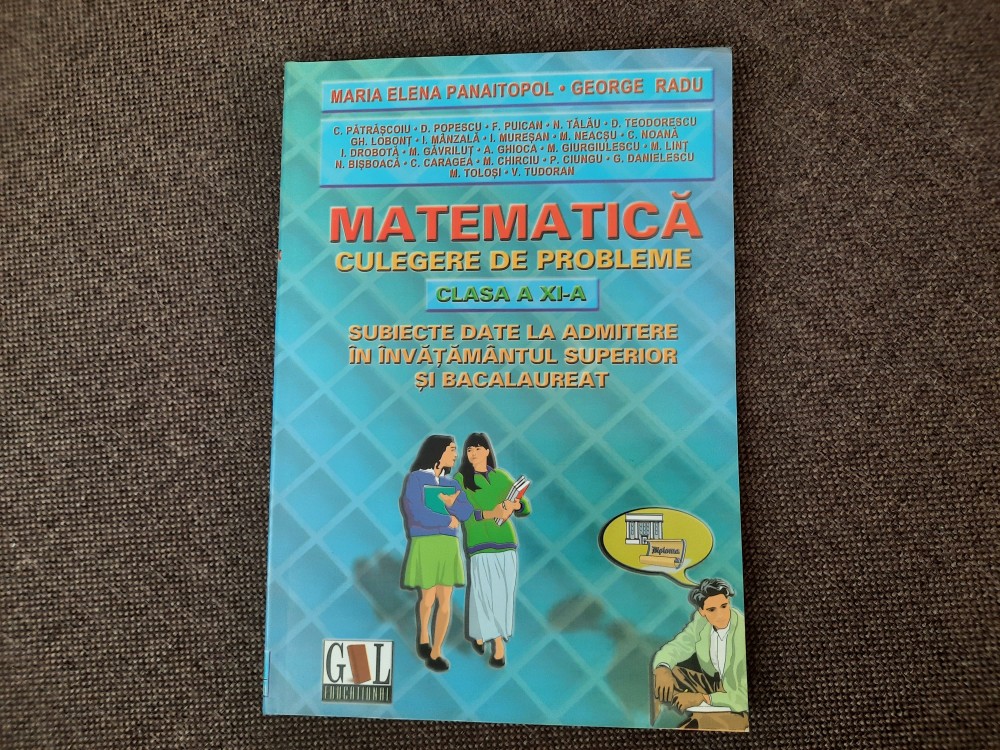 MARIA ELENA PANAITOPOL • GEORGE RADU
C. PĂTRĂȘCOIU • D. POPESCU • F. PUICAN • N. TĂLĂU • D. TEODORESCU
GH. LOBONȚ • I. MÂNZALĂ • I. MUREȘAN • M. NEACȘU • C. NOANĂ
I. DROBOTĂ • M. GĂVRILUȚ • A. GHIOCA • M. GIURGIULESCU • M. LINȚ
N. BIȘBOACĂ • C. CARAGEA • M. CHIRCIU • P. CIUNGU • G. DANIELESCU
M. TOLOȘI • V. TUDORAN
MATEMATICĂ
CULEGERE DE PROBLEME
CLASA A XI-A
SUBIECTE DATE LA ADMITERE
ÎN ÎNVĂȚĂMÂNTUL SUPERIOR
ȘI BACALAUREAT
Diploma
G L
EDUCATIONAL